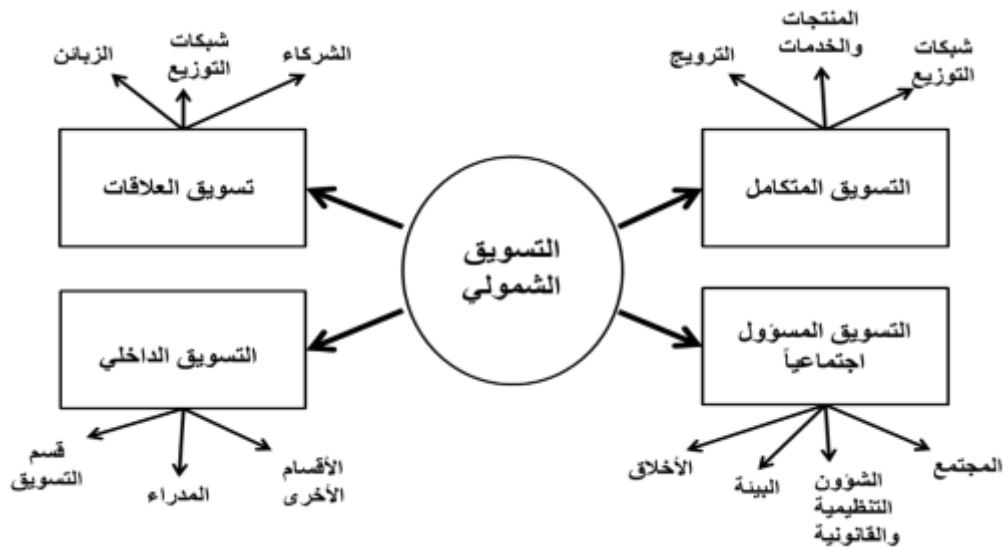 المنتجات
والخدمات
شبكات
التوزيع
الترويج
الشركاء
شبكات
التوزيع
الزبائن
التسويق المتكامل
تسويق العلاقات
التسويق
الشمولي
التسويق المسؤول
اجتماعياً
التسويق الداخلي
المجتمع
الشؤون
التنظيمية
والقانونية
البيئة
الأخلاق
الأقسام
الأخرى
المدراء
قسم
التسويق